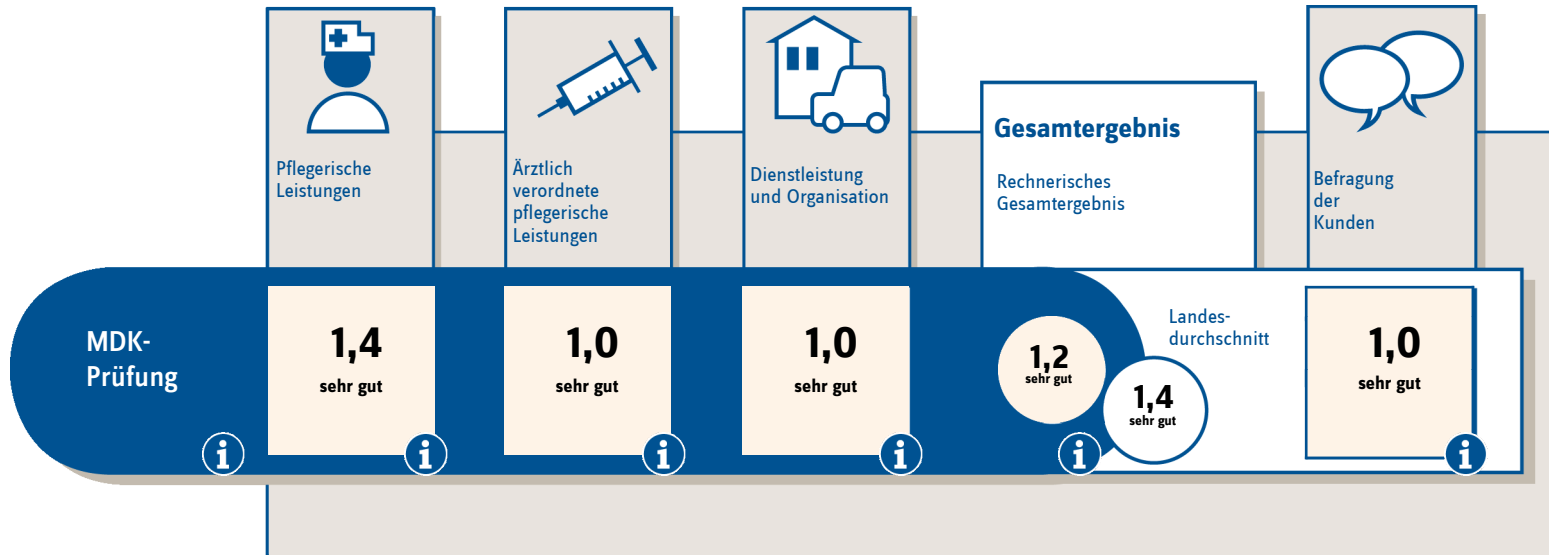 Pflegerische
Leistungen
Ärztlich
verordnete
pflegerische
Leistungen
Dienstleistung
und Organisation
Gesamtergebnis
Rechnerisches
Gesamtergebnis
Befragung
der
Kunden
MDK-
Prüfung
1,4
sehr gut
1,0
sehr gut
1,0
sehr gut
1,2
sehr gut
Landes-
durchschnitt
1,4
sehr gut
1,0
sehr gut
i
i
i
i
i
i